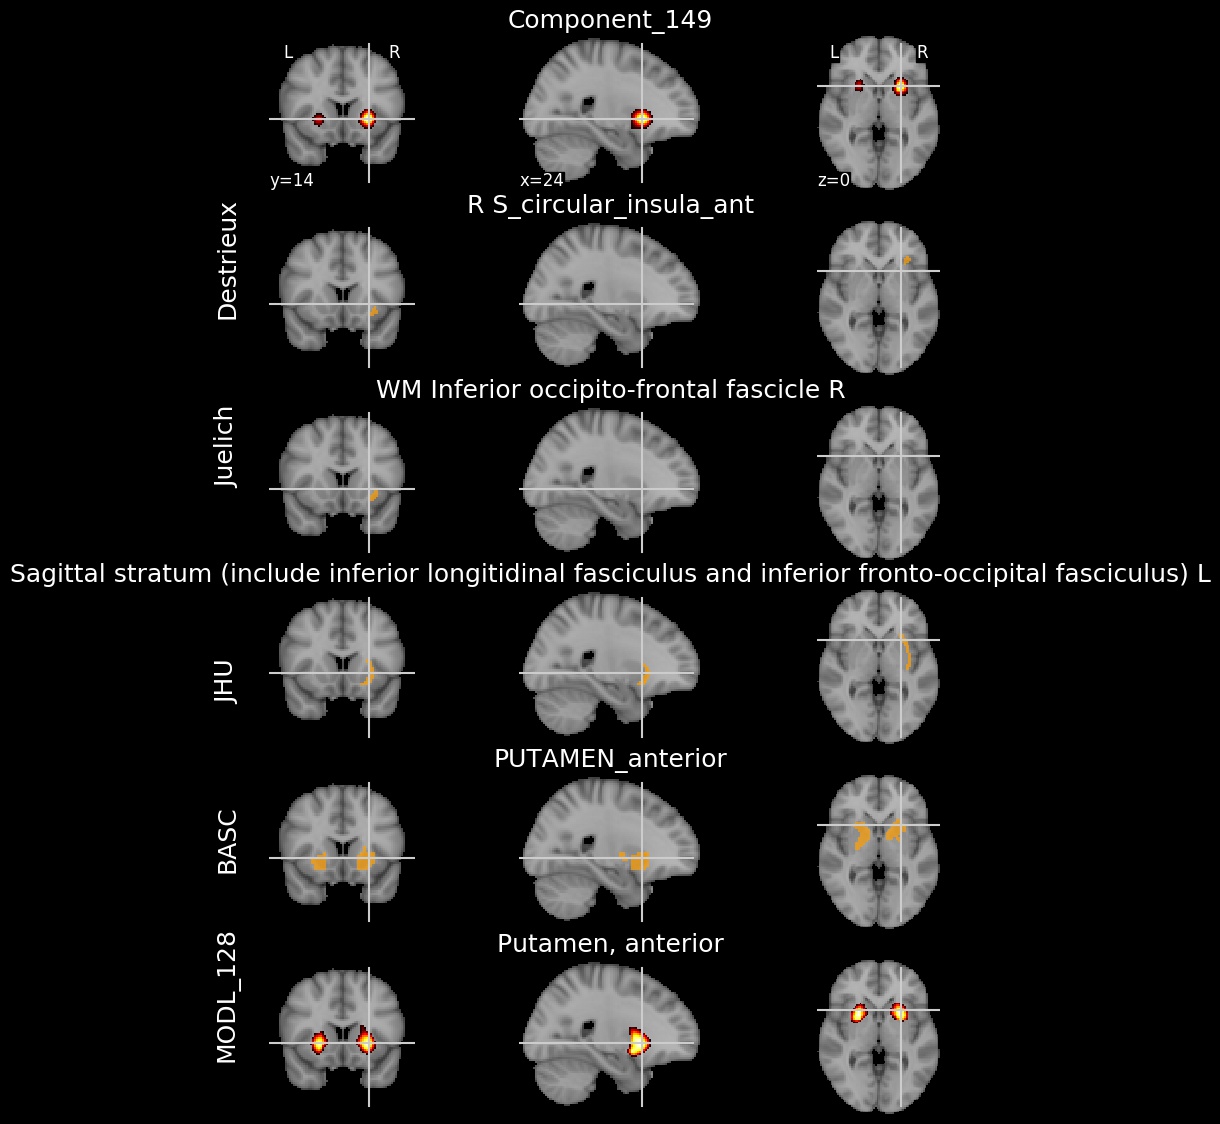 Component_149
L R L R
y=14 x=24 z=0
Destrieux
R S_circular_insula_ant
Juelich
WM Inferior occipito-frontal fascicle R
JHU
Sagittal stratum (include inferior longitidinal fasciculus and inferior fronto-occipital fasciculus) L
BASC
PUTAMEN_anterior
MODL_128
Putamen, anterior